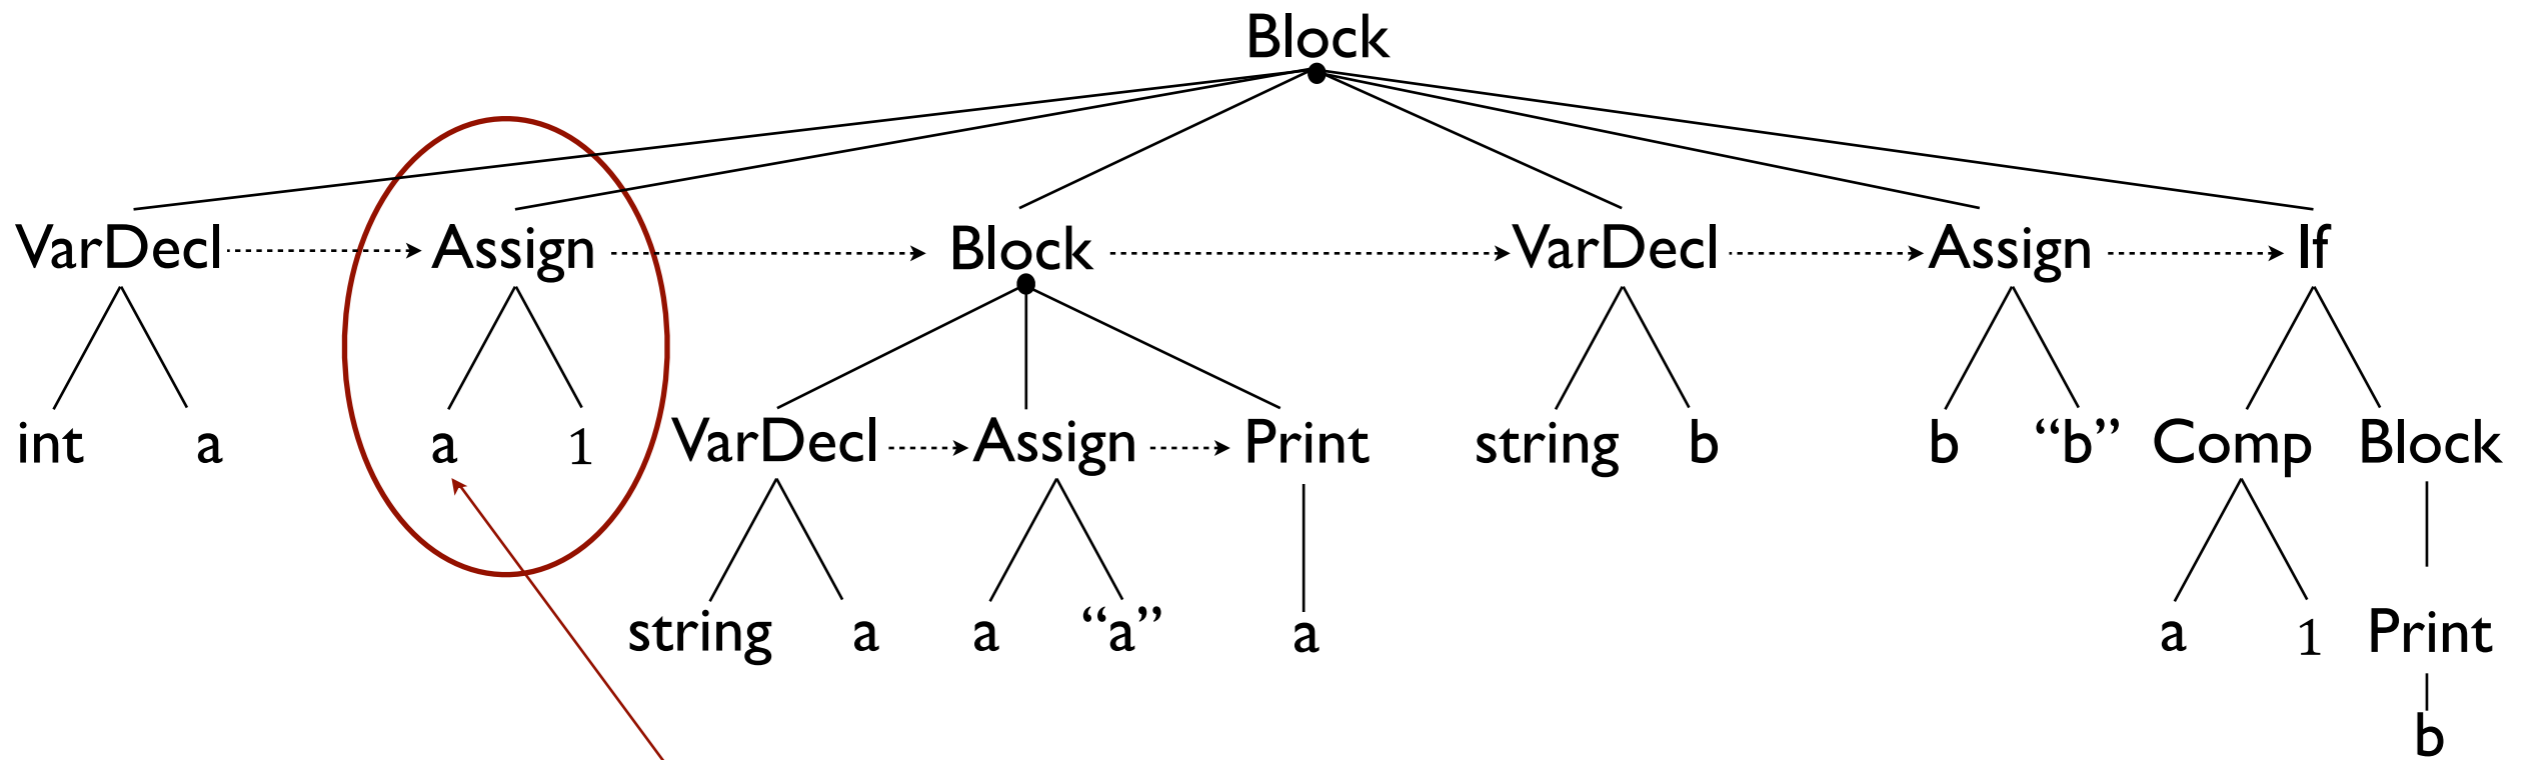 Block
VarDecl Assign Block VarDecl Assign If
int a a 1 VarDecl Assign Print string b b “b” Comp Block
string a a “a” a a 1 Print
b